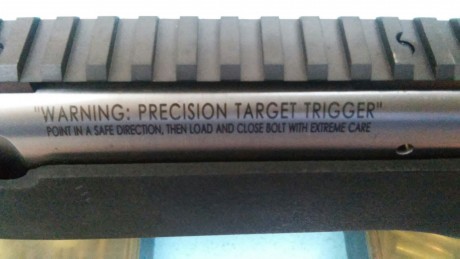 "WARNING: PRECISION TARGET TRIGGER"
POINT IN A SAFE DIRECTION, THEN LOAD AND CLOSE BOLT WITH EXTREME CARE